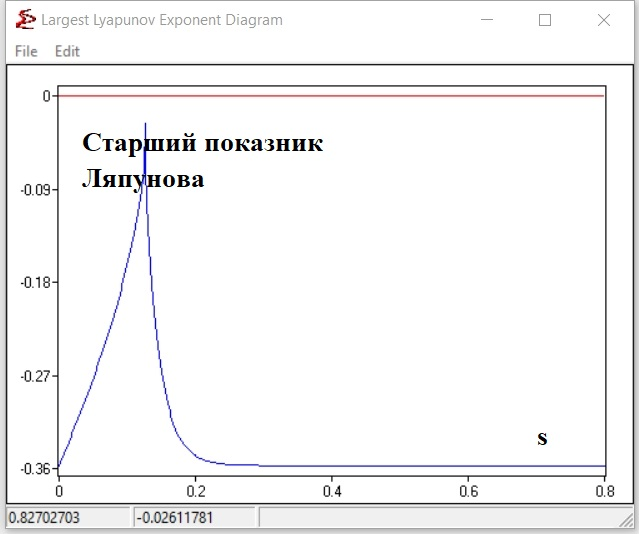 Largest Lyapunov Exponent Diagram
File Edit
0
Старший показник
Ляпунова
-0.09
-0.18
-0.27
s
-0.36
0 0.2 0.4 0.6 0.8
0.82702703 -0.02611781